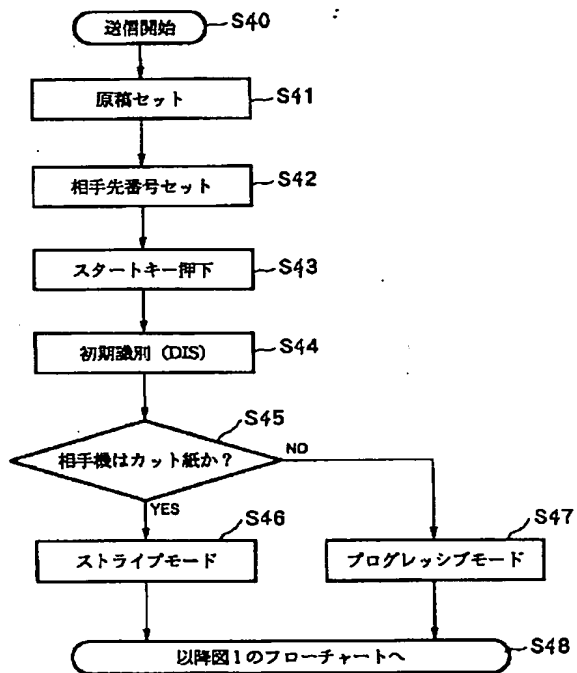 送信開始 S40
原稿セット S41
相手先番号セット S42
スタートキー押下 S43
初期識別（DIS） S44
S45
相手機はカット紙か？ NO
YES
S46 S47
ストライプモード プログレッシブモード
以降図1のフローチャートへ S48